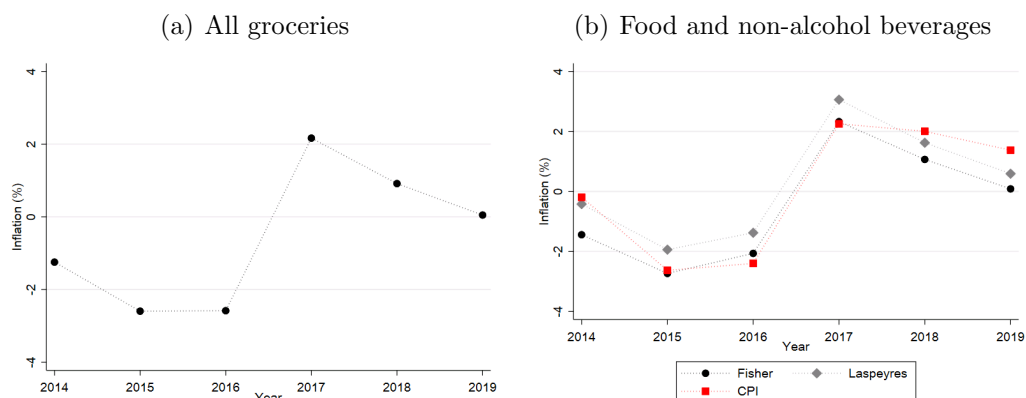 (a) All groceries
4
2
0
-2
-4
Inflation (%)
2014 2015 2016 2017 2018 2019
Year
(b) Food and non-alcohol beverages
4
2
0
-2
-4
Inflation (%)
2014 2015 2016 2017 2018 2019
Year
Fisher Laspeyres
CPI